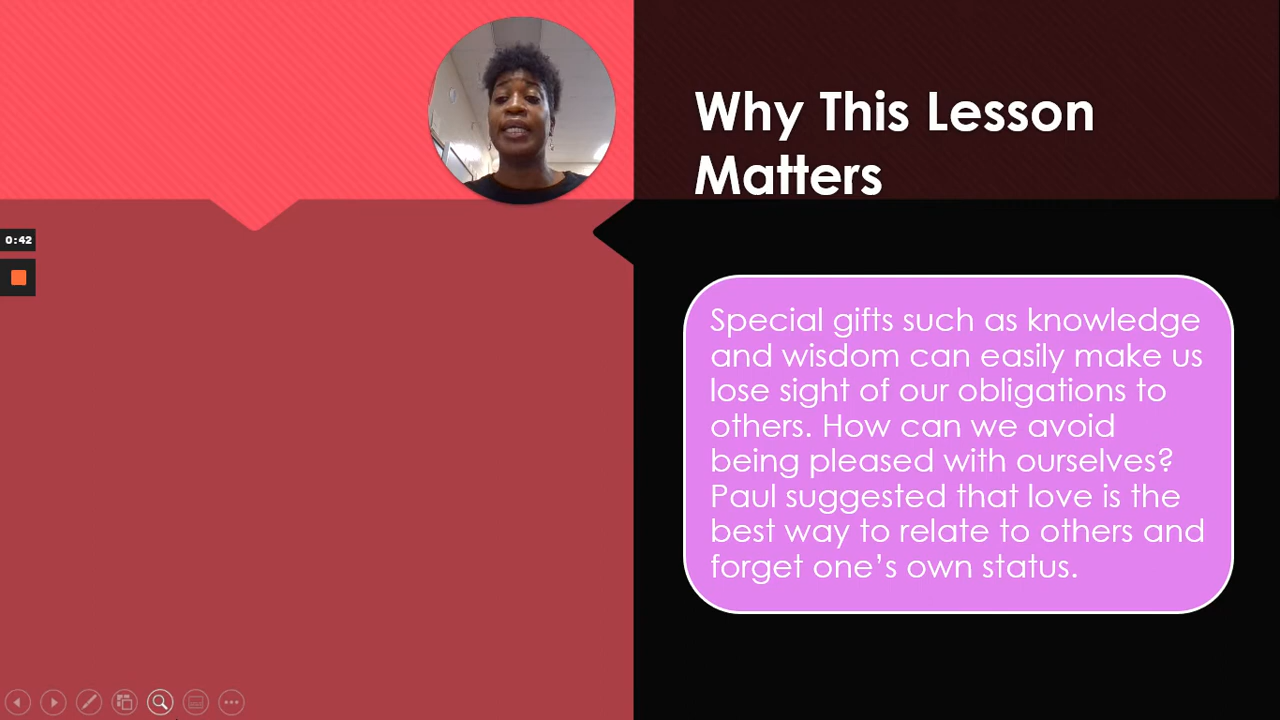 Why This Lesson
Matters
0:42
Special gifts such as knowledge
and wisdom can easily make us
lose sight of our obligations to
others. How can we avoid
being pleased with ourselves?
Paul suggested that love is the
best way to relate to others and
forget one’s own status.